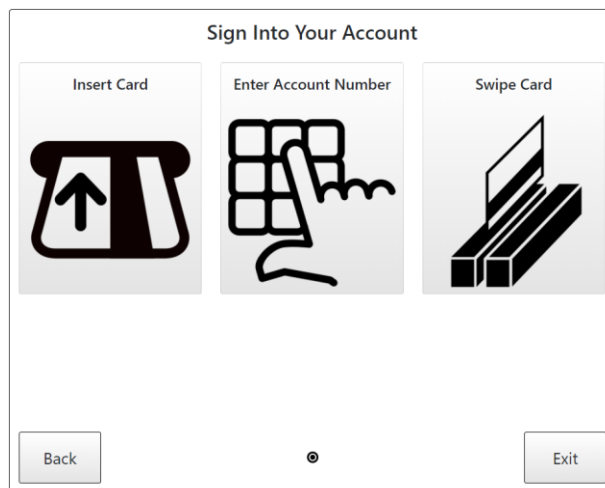 Sign Into Your Account
Insert Card
Enter Account Number
Swipe Card
Back
Exit